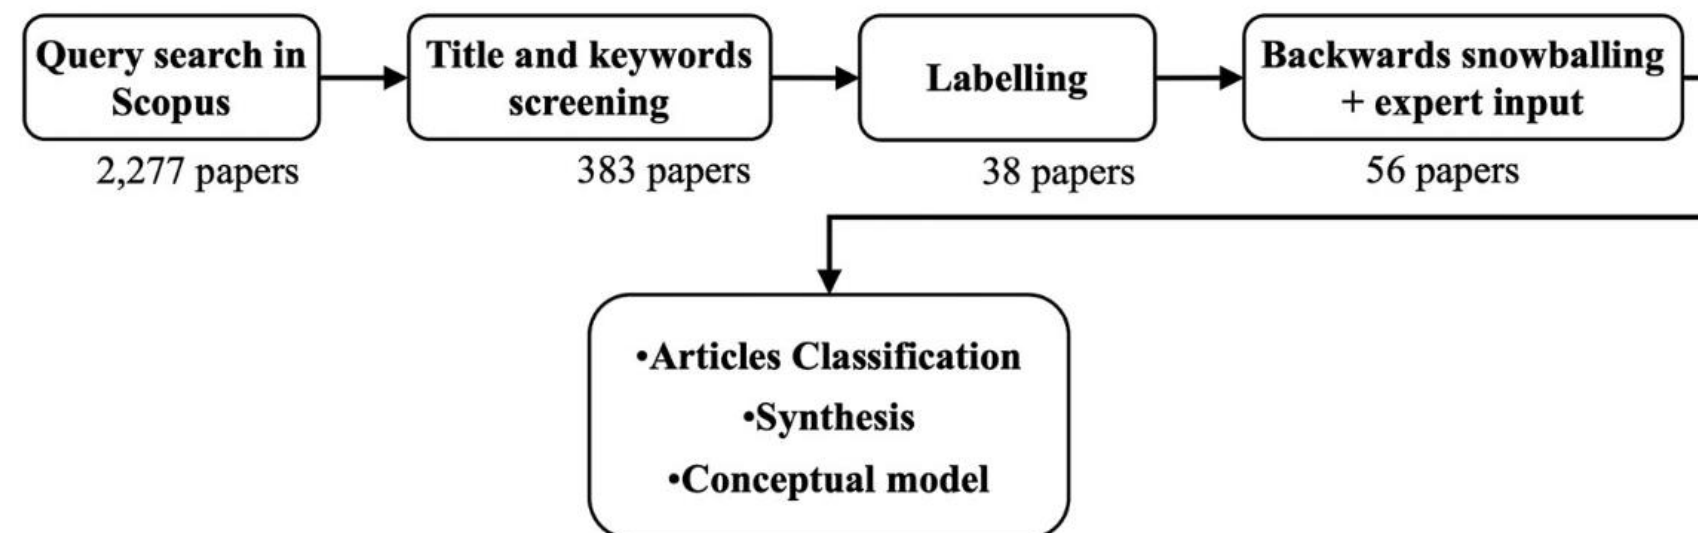 Query search in
Scopus
2,277 papers
Title and keywords
screening
383 papers
Labelling
38 papers
Backwards snowballing
+ expert input
56 papers
•Articles Classification
•Synthesis
•Conceptual model